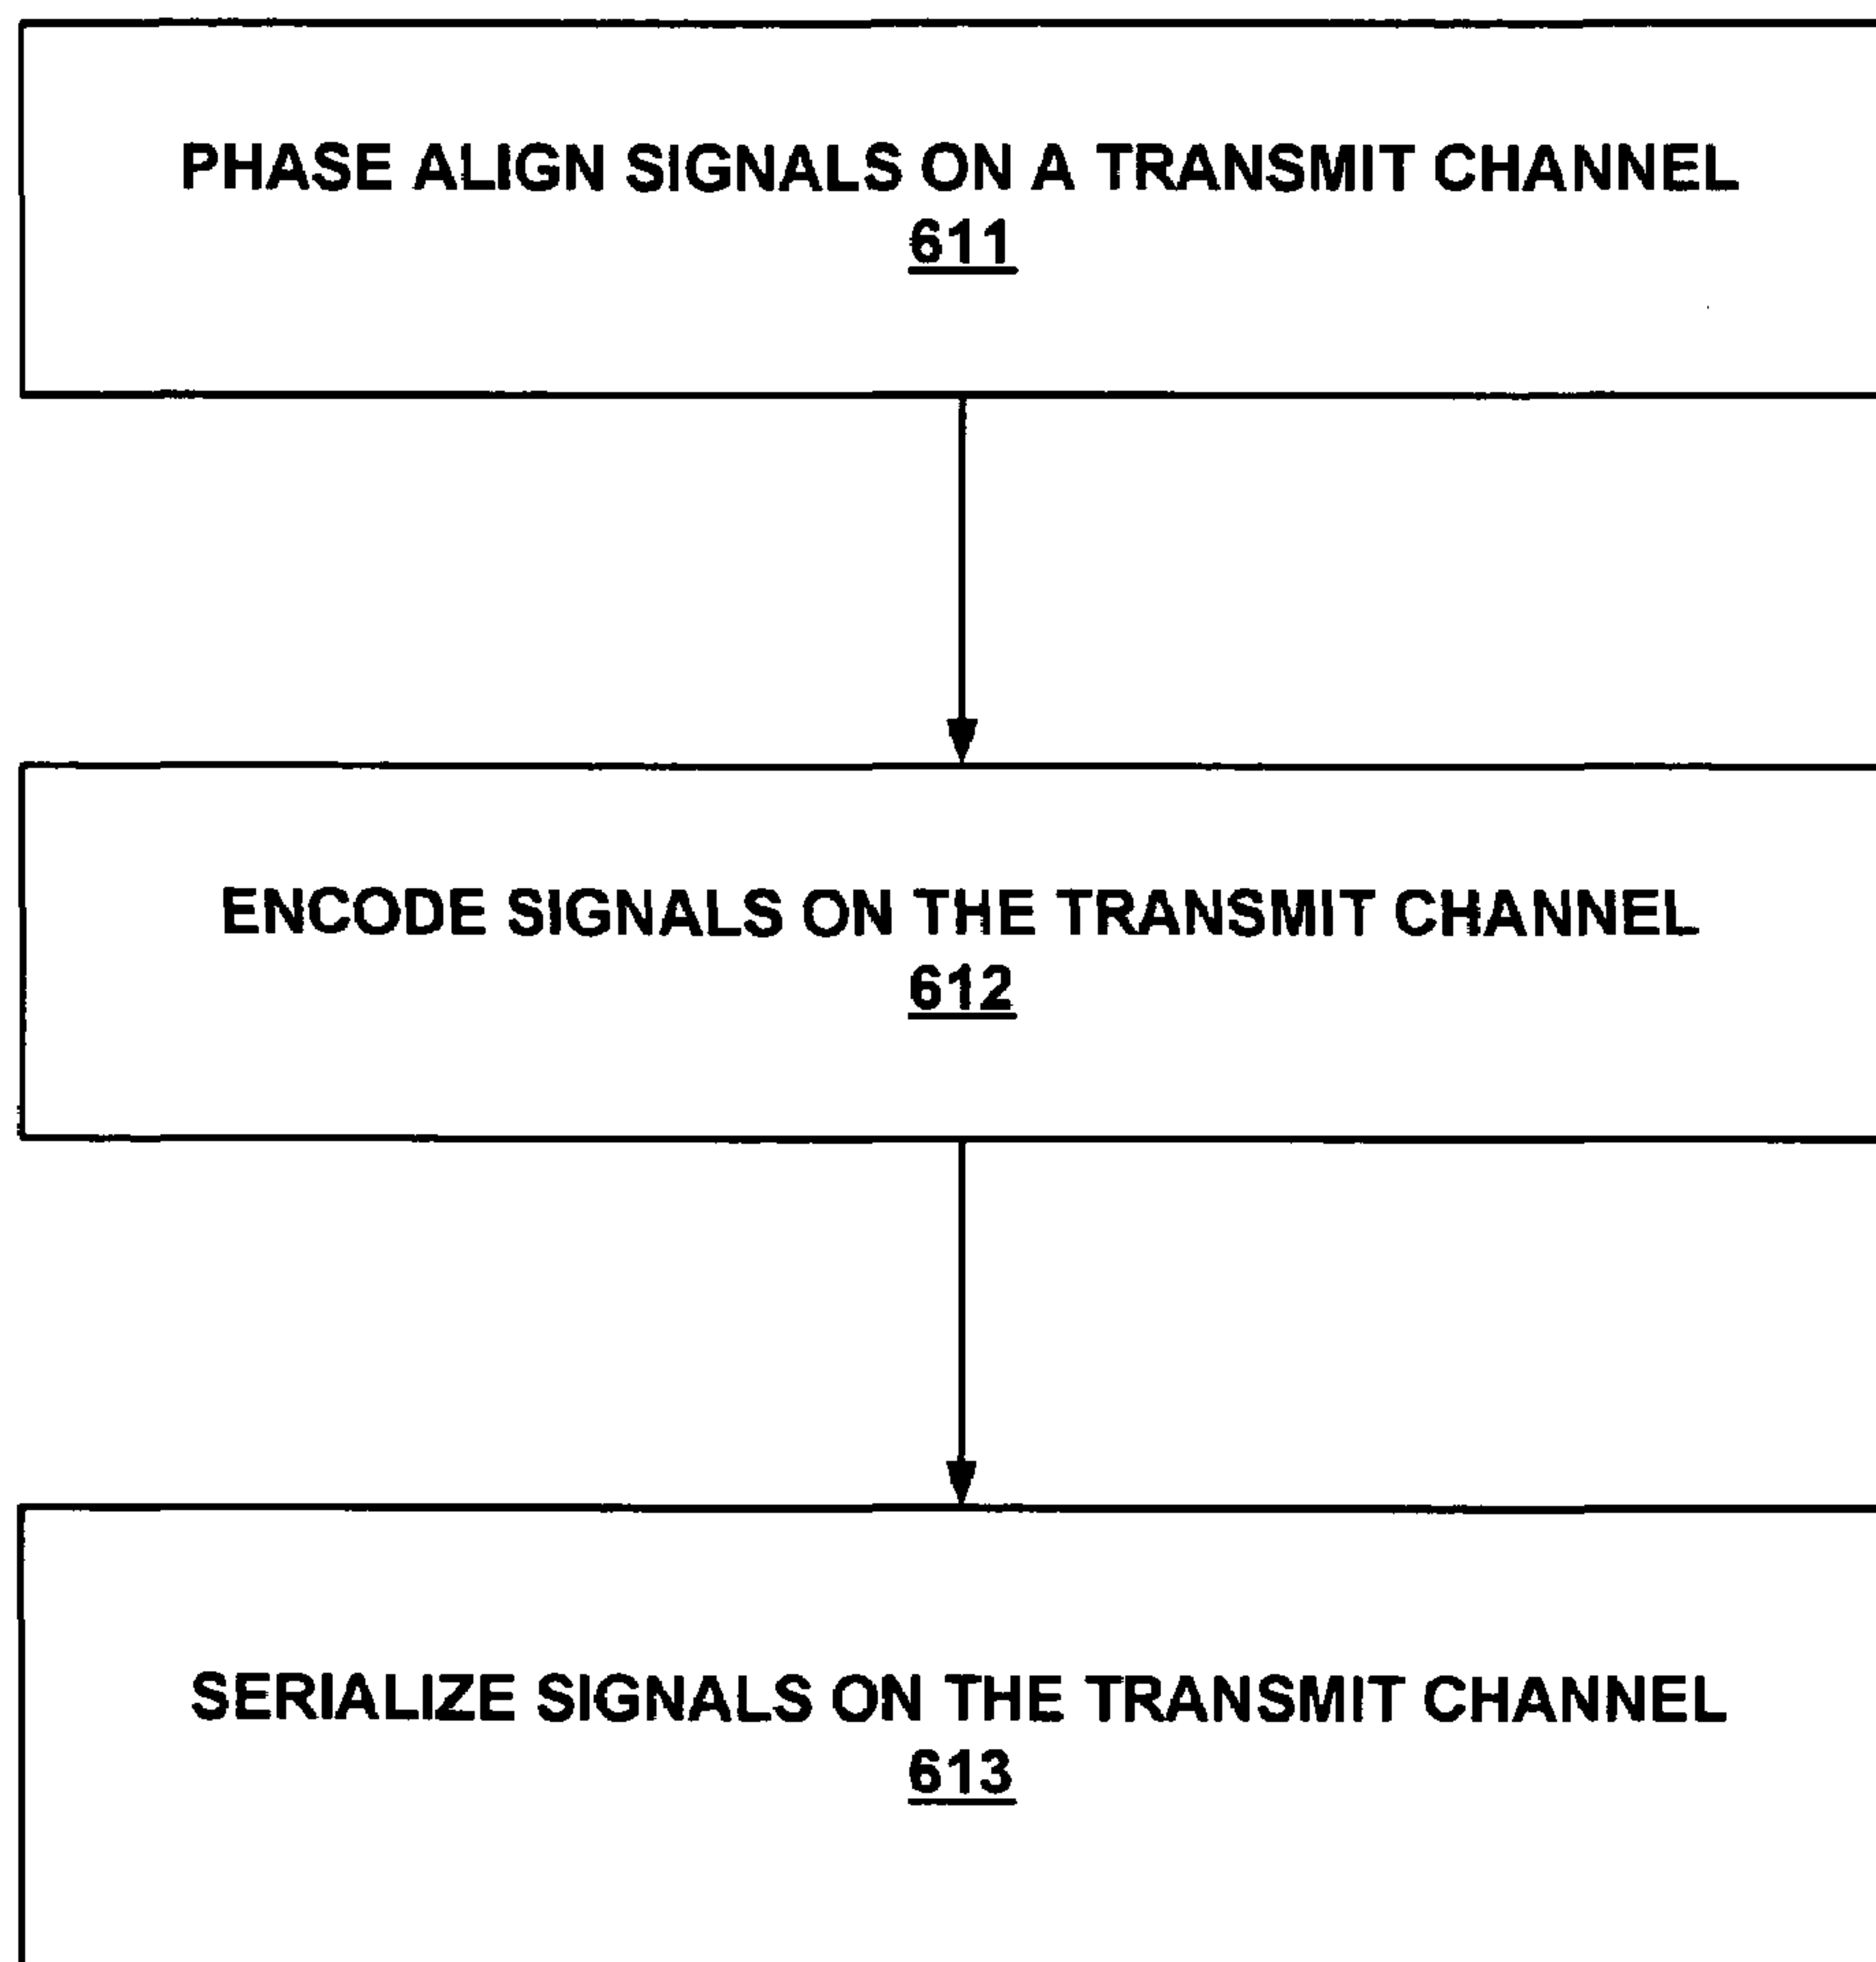 PHASE ALIGN SIGNALS ON A TRANSMIT CHANNEL
611
ENCODE SIGNALS ON THE TRANSMIT CHANNEL
612
SERIALIZE SIGNALS ON THE TRANSMIT CHANNEL
613